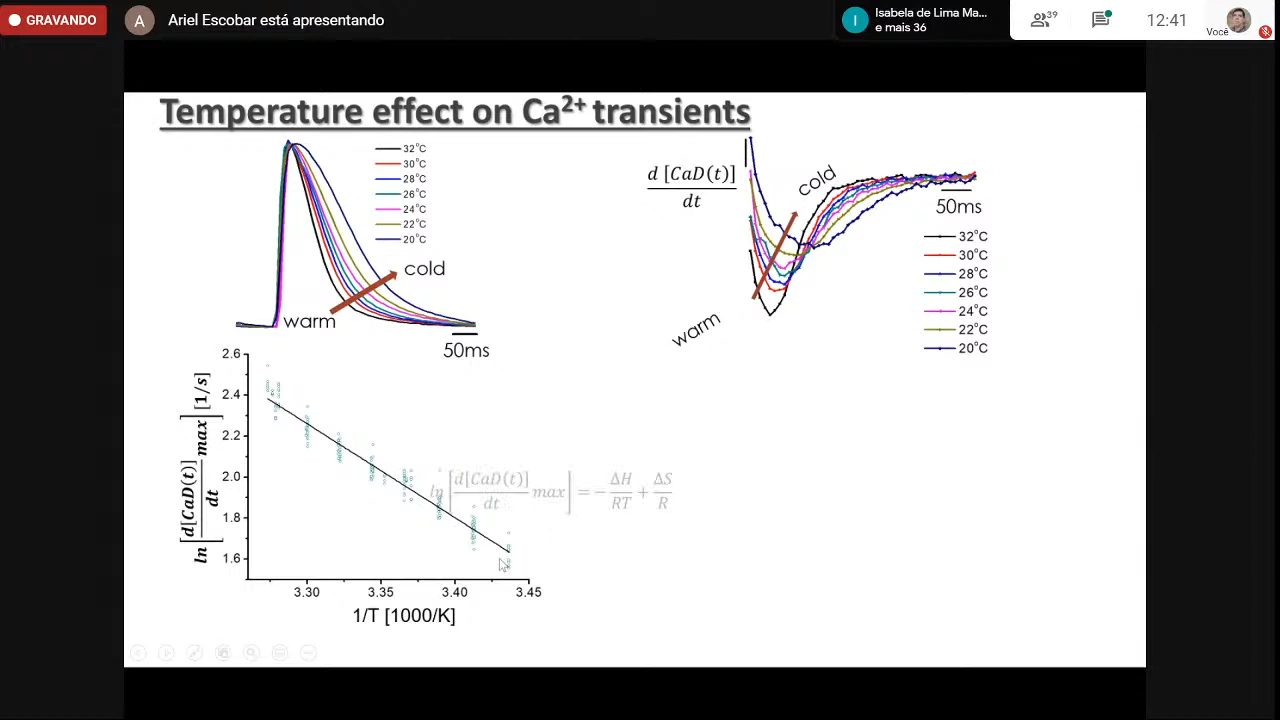 GRAVANDO
A
Ariel Escobar está apresentando
I
Isabela de Lima Ma...
e mais 36
39
12:41
Você
Temperature effect on Ca²⁺ transients
32°C
30°C
28°C
26°C
24°C
22°C
20°C
cold
warm
50ms
d [CaD(t)]
dt
cold
warm
50ms
32°C
30°C
28°C
26°C
24°C
22°C
20°C
ln[d[CaD(t)]/dt max] [1/s]
2.6
2.4
2.2
2.0
1.8
1.6
3.30 3.35 3.40 3.45
1/T [1000/K]
ln[d[CaD(t)]/dt max] = -ΔH/RT + ΔS/R